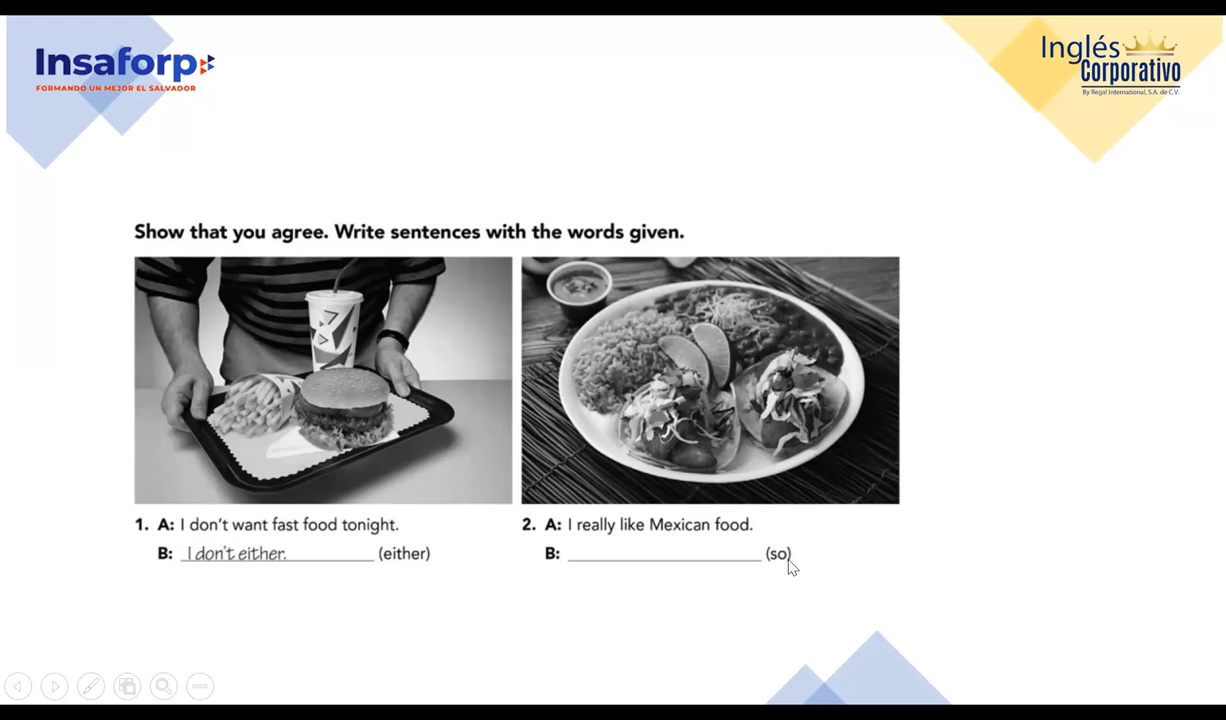 Insaforp
FORMANDO UN MEJOR EL SALVADOR
Inglés
Corporativo
By Regal International, S.A. de C.V.
Show that you agree. Write sentences with the words given.
1. A: I don't want fast food tonight.
B: I don't either. (either)
2. A: I really like Mexican food.
B: ____________________ (so)